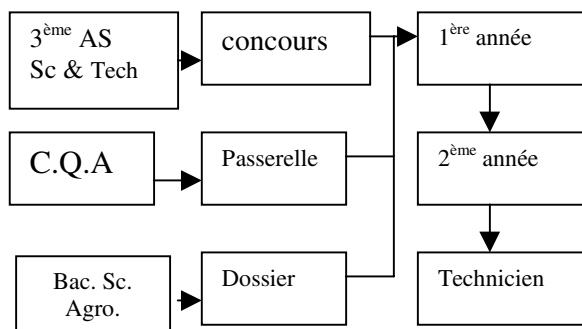 3ème AS
Sc & Tech
concours
1ère année
C.Q.A
Passerelle
2ème année
Bac. Sc.
Agro.
Dossier
Technicien